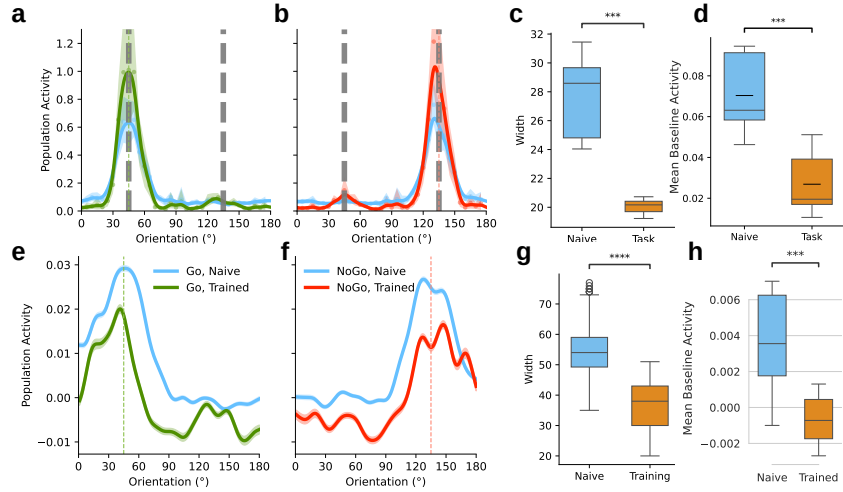 a
b
c
d
1.2
1.0
0.8
0.6
0.4
0.2
0.0
Population Activity
0 30 60 90 120 150 180
Orientation (°)
0 30 60 90 120 150 180
Orientation (°)
***
32
30
28
26
24
22
20
Width
Naive Task
***
0.08
0.06
0.04
0.02
Mean Baseline Activity
Naive Task
e
f
g
h
0.03
0.02
0.01
0.00
−0.01
Population Activity
Go, Naive
Go, Trained
0 30 60 90 120 150 180
Orientation (°)
NoGo, Naive
NoGo, Trained
0 30 60 90 120 150 180
Orientation (°)
****
70
60
50
40
30
20
Width
Naive Training
***
0.006
0.004
0.002
0.000
−0.002
Mean Baseline Activity
Naive Trained